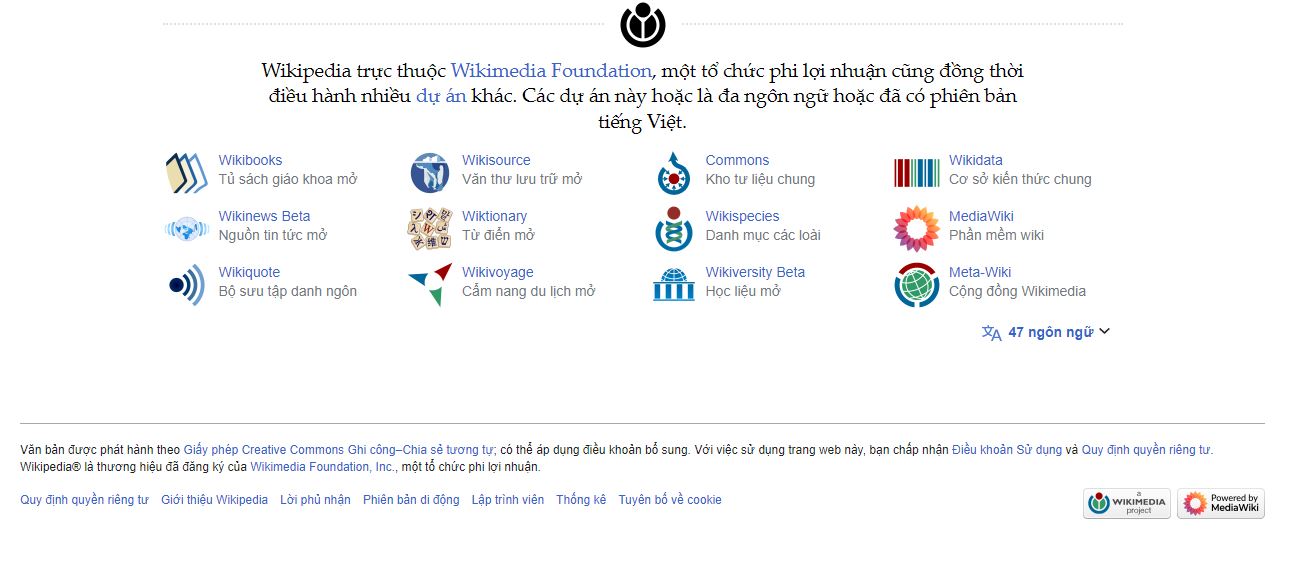 Wikipedia trực thuộc Wikimedia Foundation, một tổ chức phi lợi nhuận cũng đồng thời
điều hành nhiều dự án khác. Các dự án này hoặc là đa ngôn ngữ hoặc đã có phiên bản
tiếng Việt.
Wikibooks
Tủ sách giáo khoa mở
Wikisource
Văn thư lưu trữ mở
Commons
Kho tư liệu chung
Wikidata
Cơ sở kiến thức chung
Wikinews Beta
Nguồn tin tức mở
Wiktionary
Từ điển mở
Wikispecies
Danh mục các loài
MediaWiki
Phần mềm wiki
Wikiquote
Bộ sưu tập danh ngôn
Wikivoyage
Cẩm nang du lịch mở
Wikiversity Beta
Học liệu mở
Meta-Wiki
Cộng đồng Wikimedia
47 ngôn ngữ
Văn bản được phát hành theo Giấy phép Creative Commons Ghi công–Chia sẻ tương tự; có thể áp dụng điều khoản bổ sung. Với việc sử dụng trang web này, bạn chấp nhận Điều khoản Sử dụng và Quy định quyền riêng tư.
Wikipedia® là thương hiệu đã đăng ký của Wikimedia Foundation, Inc., một tổ chức phi lợi nhuận.
Quy định quyền riêng tư Giới thiệu Wikipedia Lời phủ nhận Phiên bản di động Lập trình viên Thống kê Tuyên bố về cookie
a
WIKIMEDIA
project
Powered by
MediaWiki